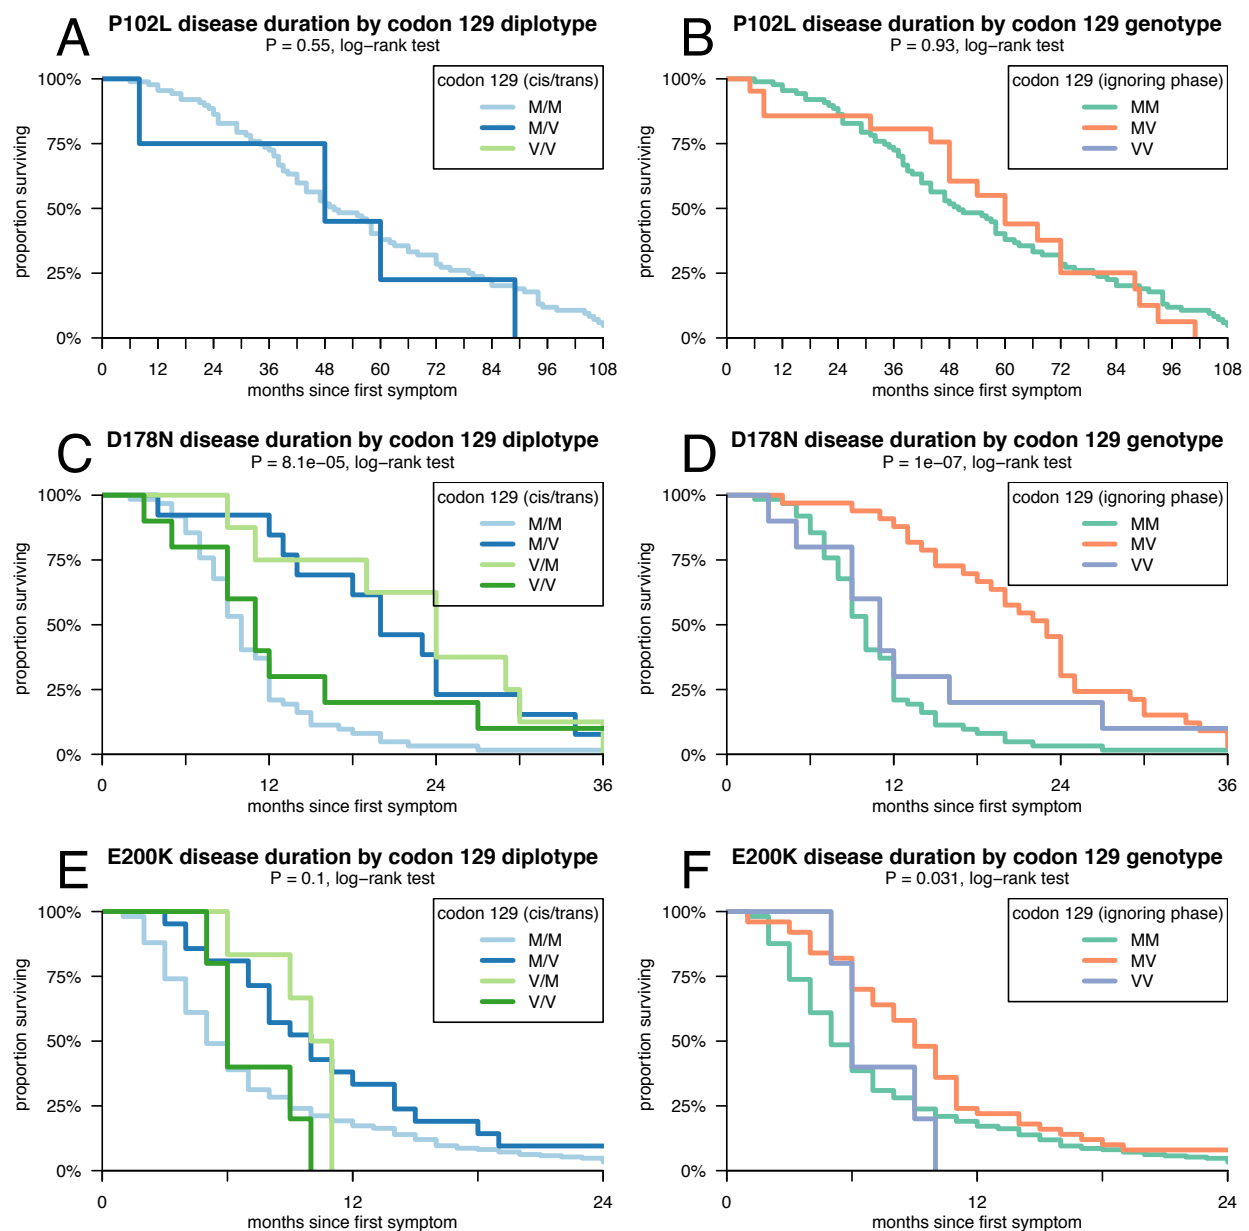 A
P102L disease duration by codon 129 diplotype
P = 0.55, log−rank test
codon 129 (cis/trans)
M/M
M/V
V/V
proportion surviving
100%
75%
50%
25%
0%
0 12 24 36 48 60 72 84 96 108
months since first symptom
B
P102L disease duration by codon 129 genotype
P = 0.93, log−rank test
codon 129 (ignoring phase)
MM
MV
VV
proportion surviving
100%
75%
50%
25%
0%
0 12 24 36 48 60 72 84 96 108
months since first symptom
C
D178N disease duration by codon 129 diplotype
P = 8.1e−05, log−rank test
codon 129 (cis/trans)
M/M
M/V
V/M
V/V
proportion surviving
100%
75%
50%
25%
0%
0 12 24 36
months since first symptom
D
D178N disease duration by codon 129 genotype
P = 1e−07, log−rank test
codon 129 (ignoring phase)
MM
MV
VV
proportion surviving
100%
75%
50%
25%
0%
0 12 24 36
months since first symptom
E
E200K disease duration by codon 129 diplotype
P = 0.1, log−rank test
codon 129 (cis/trans)
M/M
M/V
V/M
V/V
proportion surviving
100%
75%
50%
25%
0%
0 12 24
months since first symptom
F
E200K disease duration by codon 129 genotype
P = 0.031, log−rank test
codon 129 (ignoring phase)
MM
MV
VV
proportion surviving
100%
75%
50%
25%
0%
0 12 24
months since first symptom